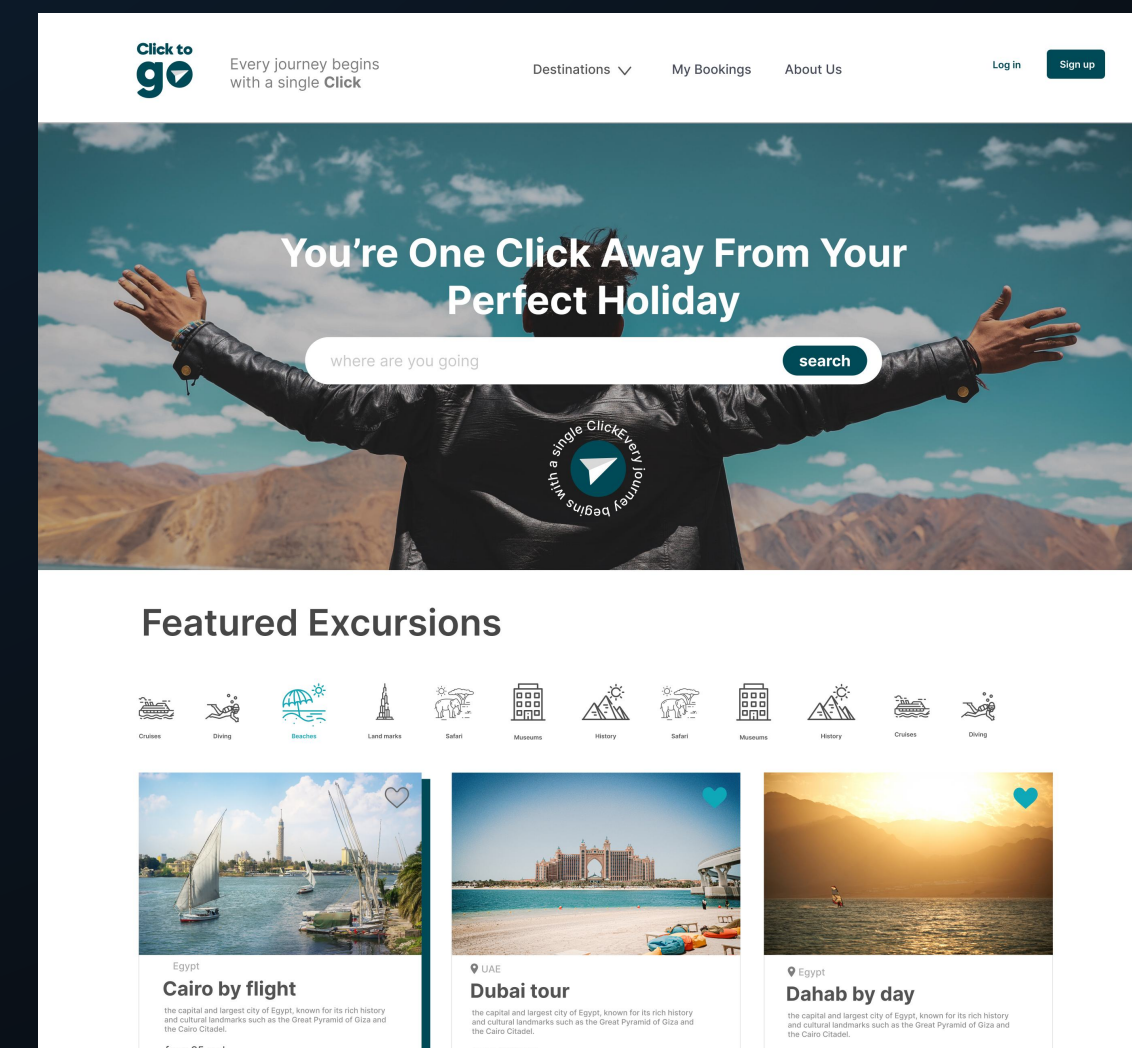 Click to
go
Every journey begins
with a single Click
Destinations
My Bookings
About Us
Log in
Sign up
You're One Click Away From Your
Perfect Holiday
where are you going
search
Every journey begins with a single Click
Featured Excursions
Cruises
Diving
Beaches
Land marks
Safari
Museums
History
Safari
Museums
History
Cruises
Diving
Egypt
Cairo by flight
the capital and largest city of Egypt, known for its rich history
and cultural landmarks such as the Great Pyramid of Giza and
the Cairo Citadel.
UAE
Dubai tour
the capital and largest city of Egypt, known for its rich history
and cultural landmarks such as the Great Pyramid of Giza and
the Cairo Citadel.
Egypt
Dahab by day
the capital and largest city of Egypt, known for its rich history
and cultural landmarks such as the Great Pyramid of Giza and
the Cairo Citadel.